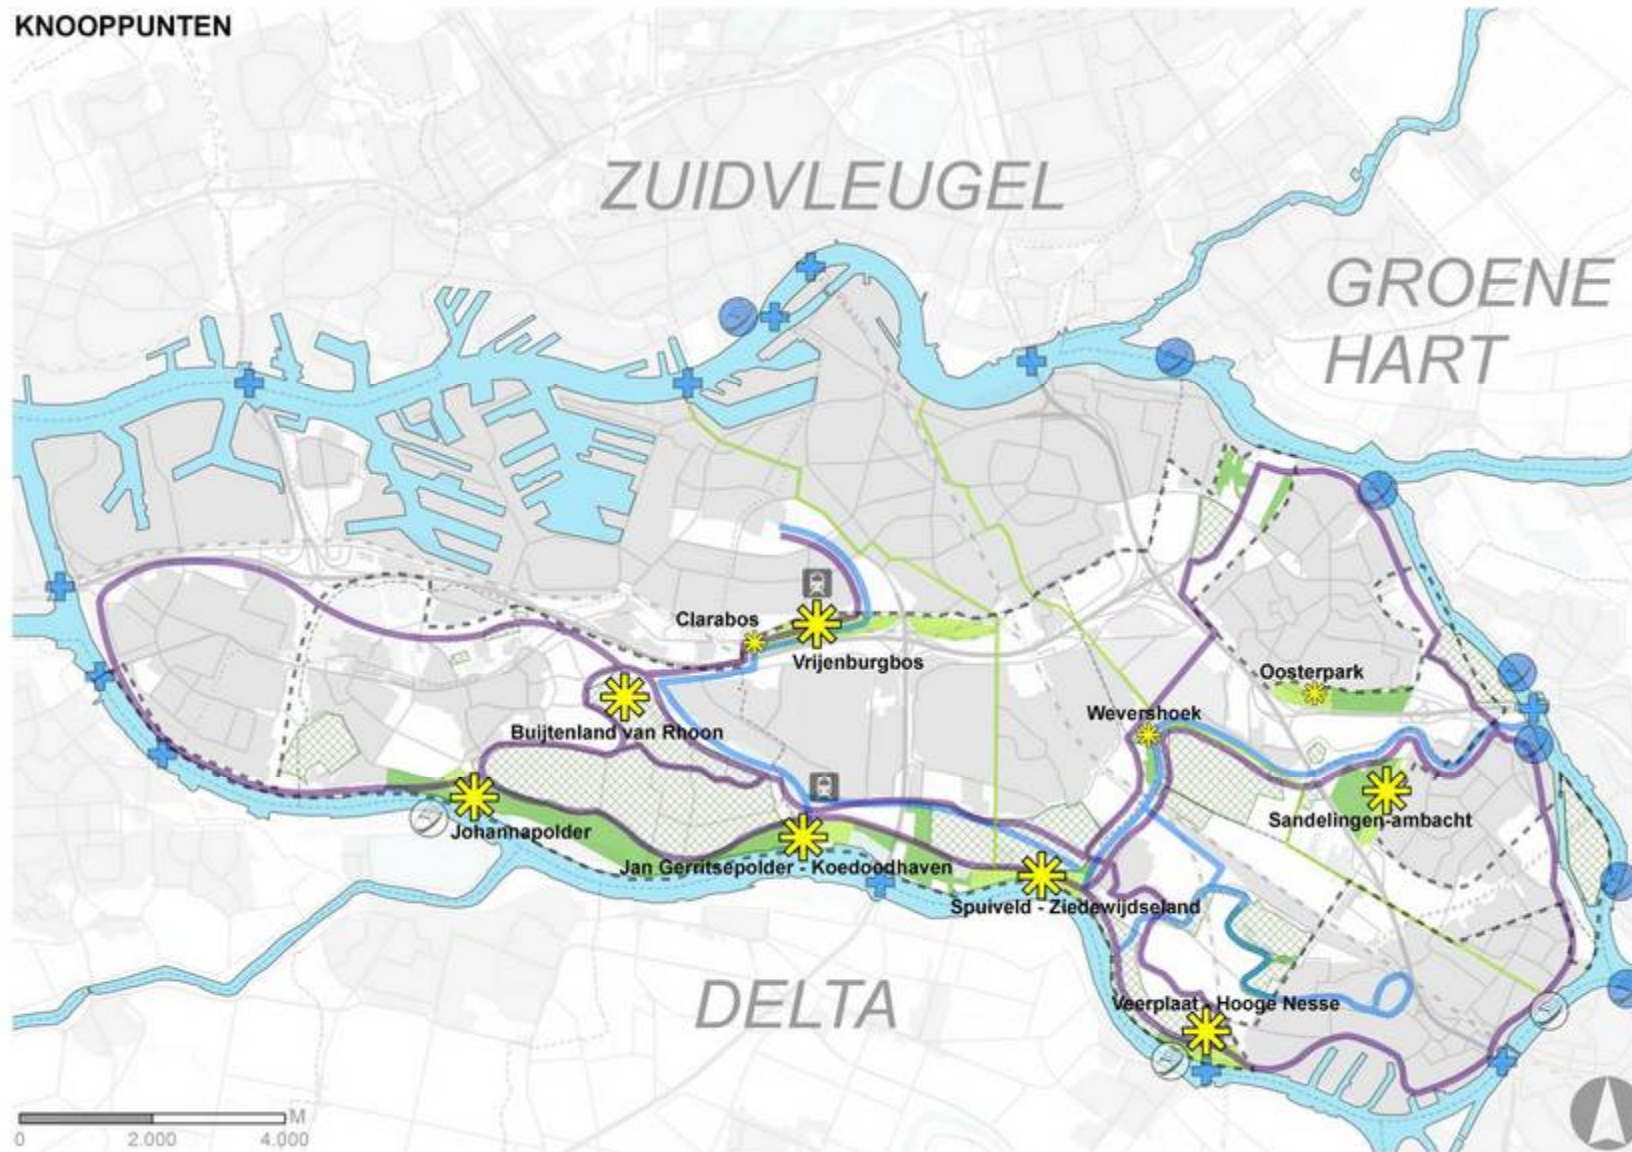 KNOOPPUNTEN
ZUIDVLEUGEL
GROENE
HART
Clarabos
Vrijenburgbos
Oosterpark
Buijtenland van Rhoon
Wevershoek
Johannapolder
Sandelingen-ambacht
Jan Gerritsepolder - Koedoodhaven
Spuiveld - Ziedewijdseland
DELTA
Veerplaat - Hooge Nesse
M
0 2.000 4.000